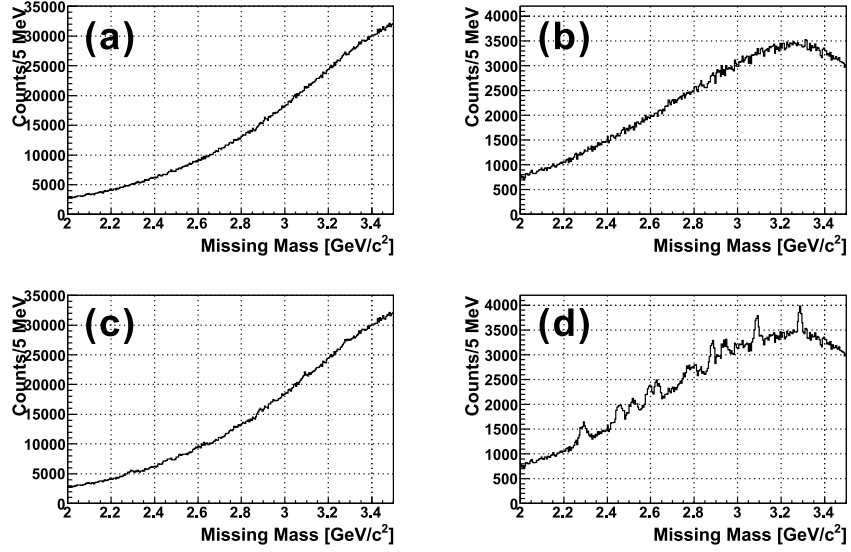 (a)
Counts/5 MeV
35000
30000
25000
20000
15000
10000
5000
0
2 2.2 2.4 2.6 2.8 3 3.2 3.4
Missing Mass [GeV/c²]
(b)
Counts/5 MeV
4000
3500
3000
2500
2000
1500
1000
500
0
2 2.2 2.4 2.6 2.8 3 3.2 3.4
Missing Mass [GeV/c²]
(c)
Counts/5 MeV
35000
30000
25000
20000
15000
10000
5000
0
2 2.2 2.4 2.6 2.8 3 3.2 3.4
Missing Mass [GeV/c²]
(d)
Counts/5 MeV
4000
3500
3000
2500
2000
1500
1000
500
0
2 2.2 2.4 2.6 2.8 3 3.2 3.4
Missing Mass [GeV/c²]